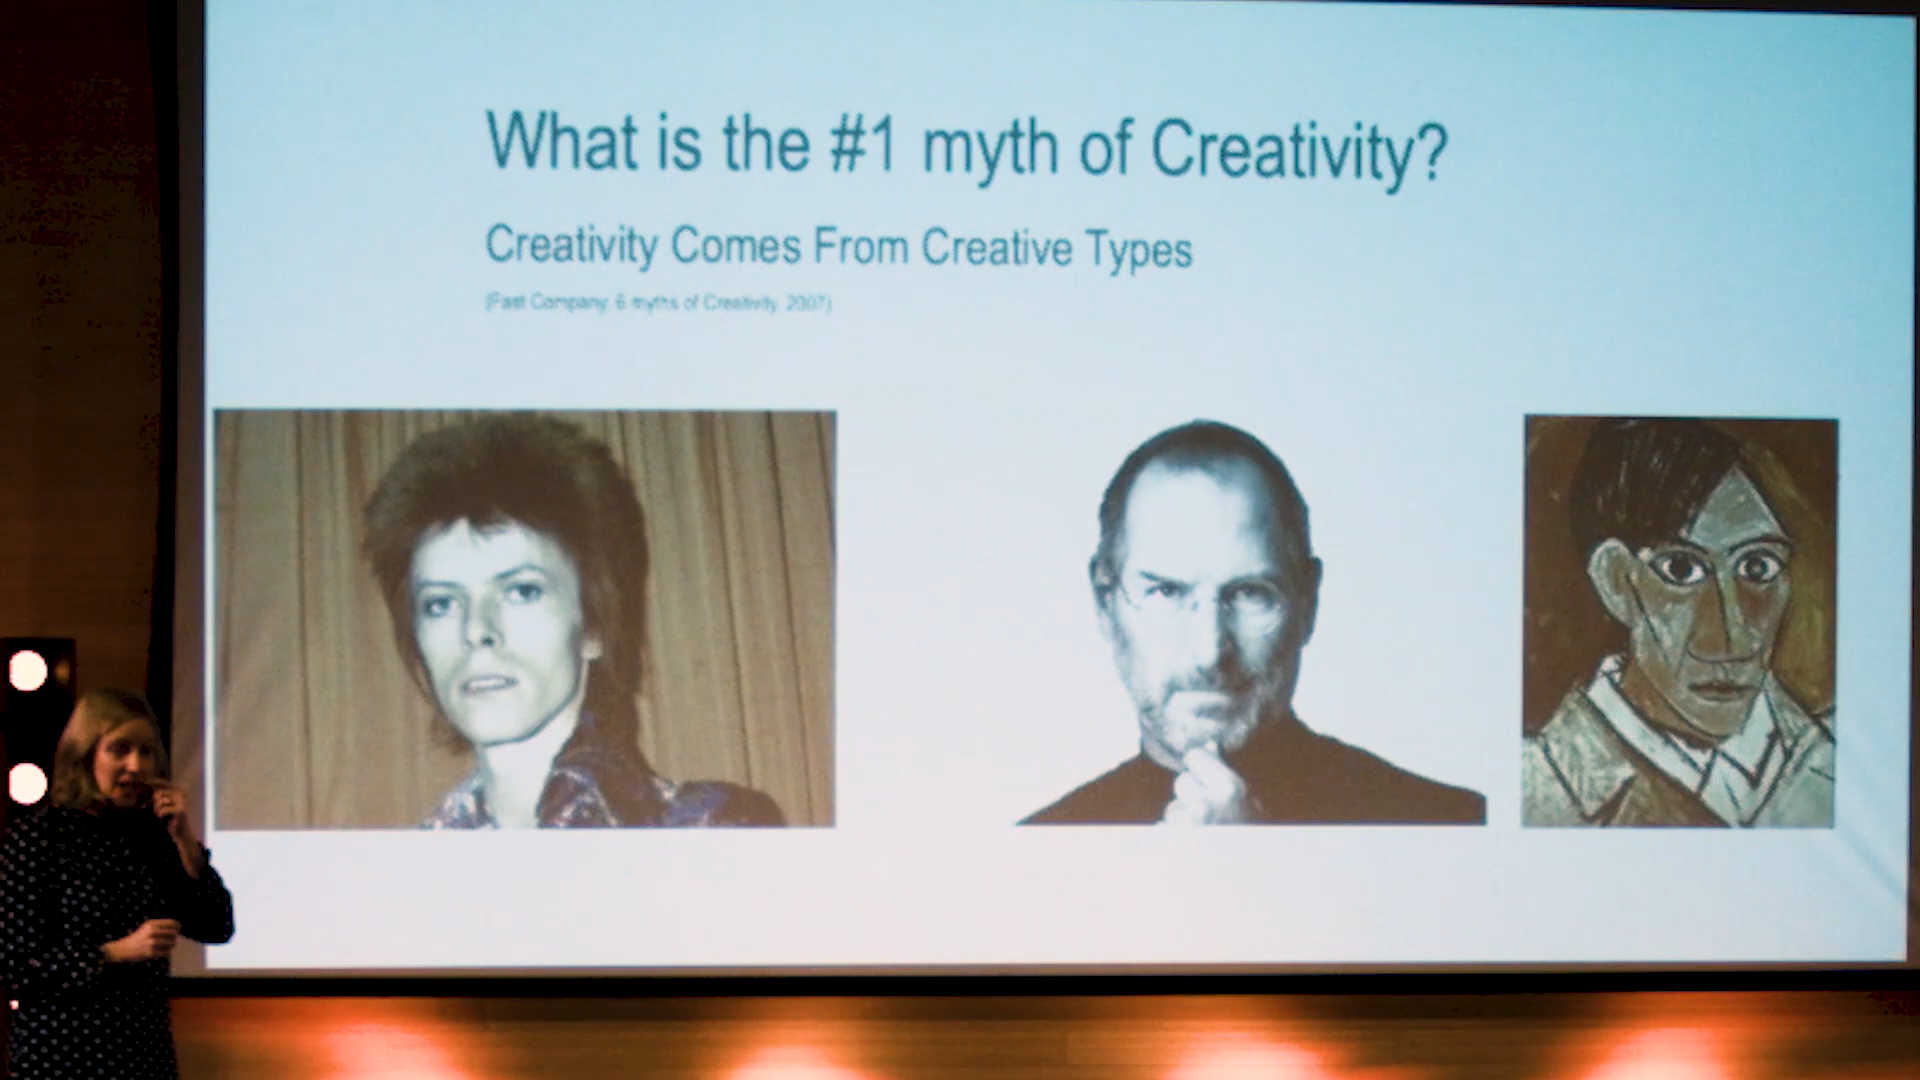 What is the #1 myth of Creativity?
Creativity Comes From Creative Types
(Fast Company, 6 myths of Creativity, 2007)